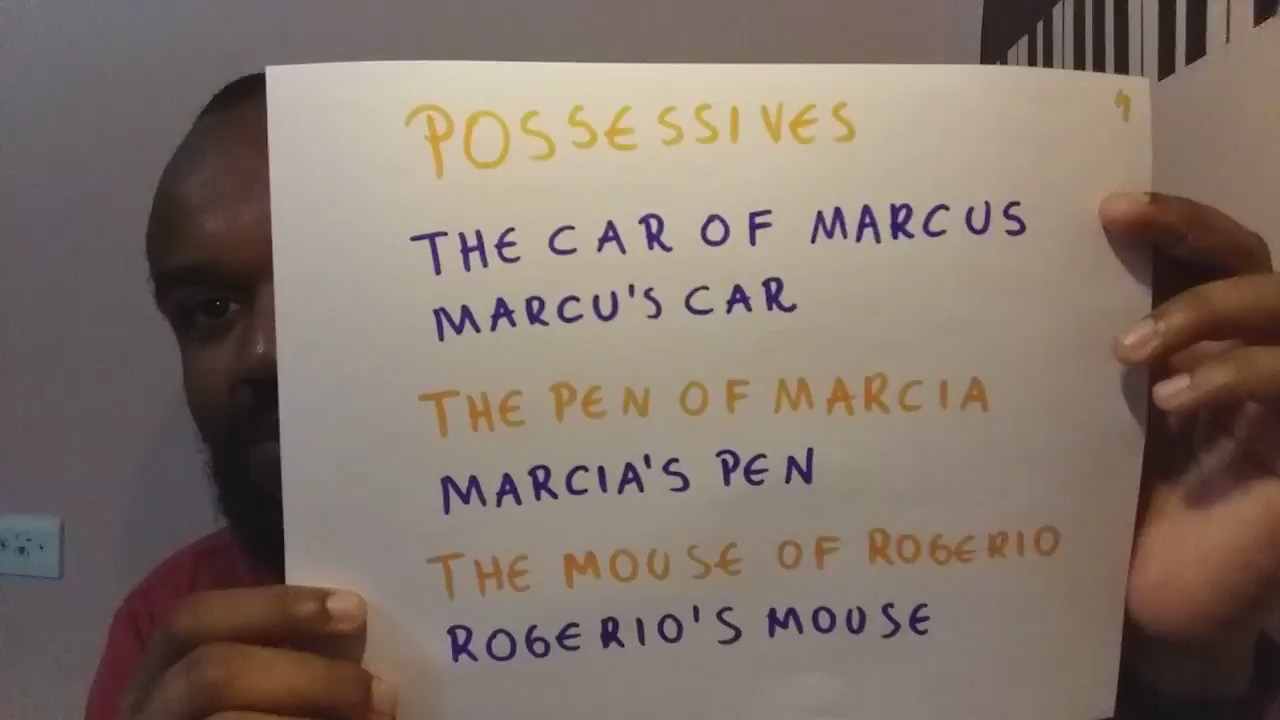 POSSESSIVES
THE CAR OF MARCUS
MARCU'S CAR
THE PEN OF MARCIA
MARCIA'S PEN
THE MOUSE OF ROGERIO
ROGERIO'S MOUSE